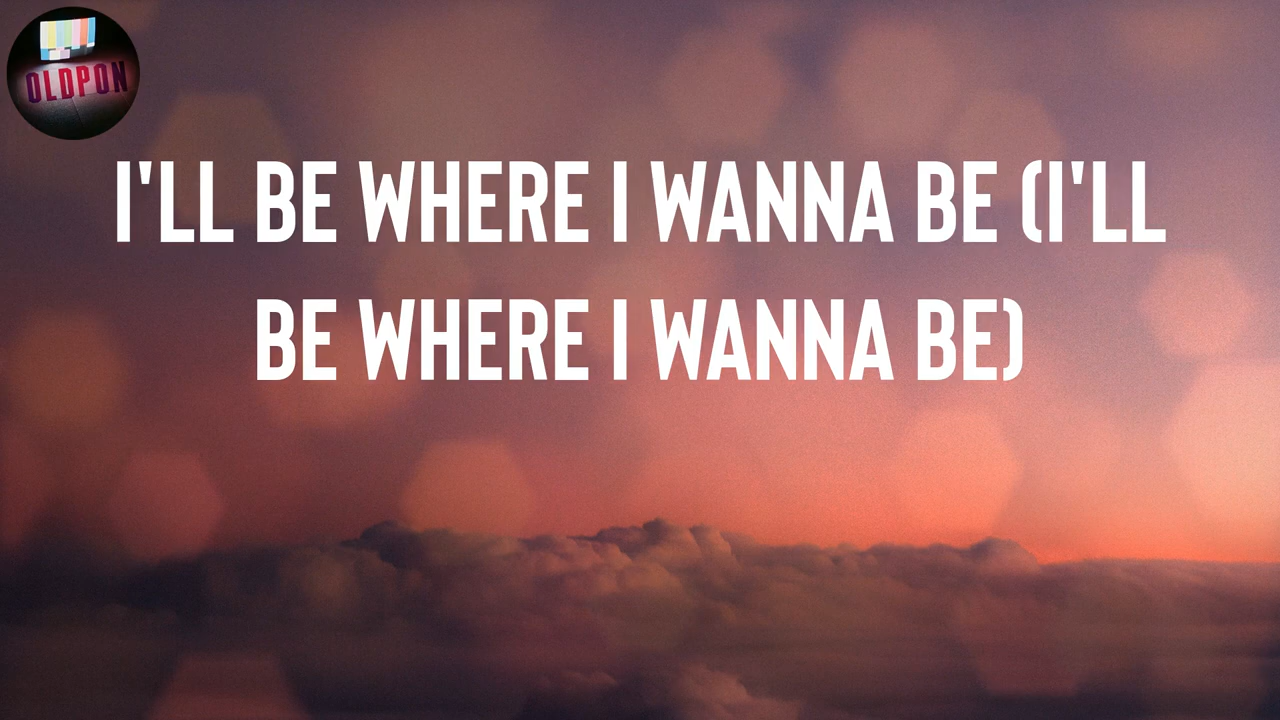 OLDPON
I'LL BE WHERE I WANNA BE (I'LL
BE WHERE I WANNA BE)